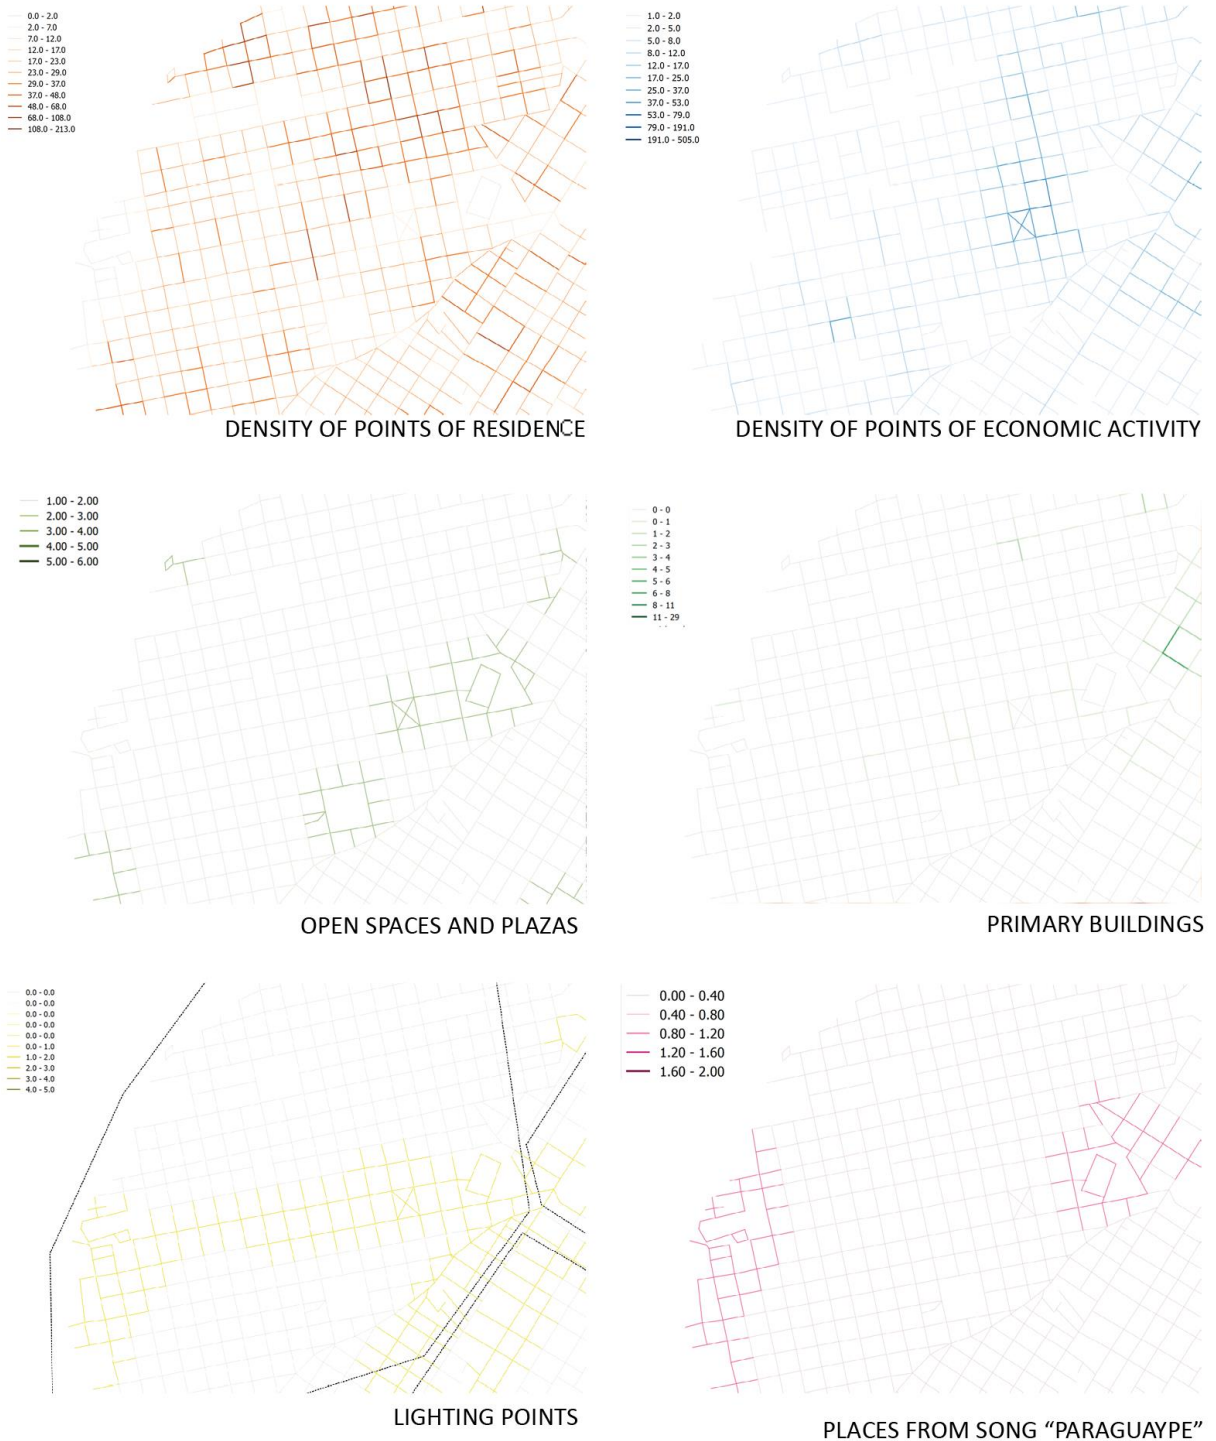 0.0 - 2.0
2.0 - 7.0
7.0 - 12.0
12.0 - 17.0
17.0 - 23.0
23.0 - 29.0
29.0 - 37.0
37.0 - 48.0
48.0 - 68.0
68.0 - 108.0
108.0 - 213.0
DENSITY OF POINTS OF RESIDENCE
1.0 - 2.0
2.0 - 5.0
5.0 - 8.0
8.0 - 12.0
12.0 - 17.0
17.0 - 25.0
25.0 - 37.0
37.0 - 53.0
53.0 - 79.0
79.0 - 191.0
191.0 - 505.0
DENSITY OF POINTS OF ECONOMIC ACTIVITY
1.00 - 2.00
2.00 - 3.00
3.00 - 4.00
4.00 - 5.00
5.00 - 6.00
OPEN SPACES AND PLAZAS
0 - 0
0 - 1
1 - 2
2 - 3
3 - 4
4 - 5
5 - 6
6 - 8
8 - 11
11 - 29
PRIMARY BUILDINGS
0.0 - 0.0
0.0 - 0.0
0.0 - 0.0
0.0 - 0.0
0.0 - 0.0
0.0 - 1.0
1.0 - 2.0
2.0 - 3.0
3.0 - 4.0
4.0 - 5.0
LIGHTING POINTS
0.00 - 0.40
0.40 - 0.80
0.80 - 1.20
1.20 - 1.60
1.60 - 2.00
PLACES FROM SONG “PARAGUAYPE”